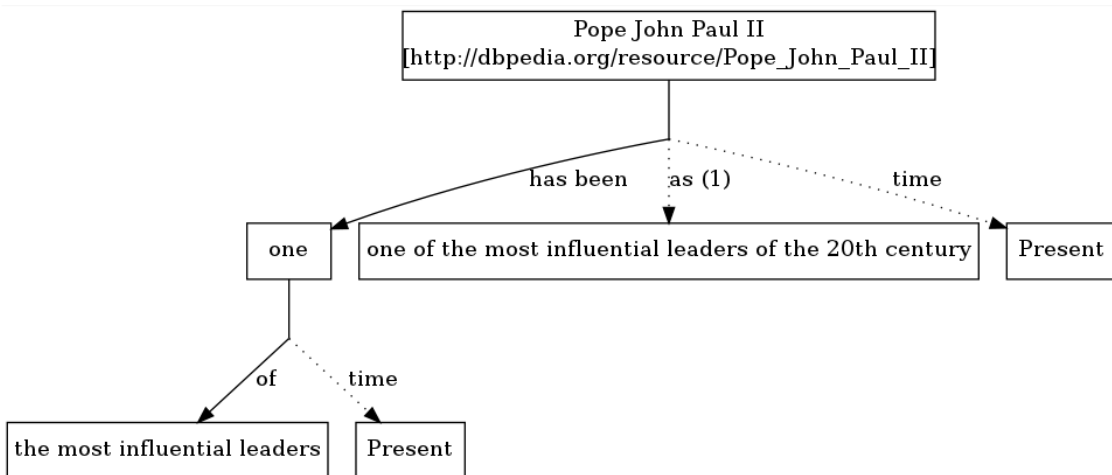 Pope John Paul II
[http://dbpedia.org/resource/Pope_John_Paul_II]
has been
as (1)
time
one
one of the most influential leaders of the 20th century
Present
of
time
the most influential leaders
Present